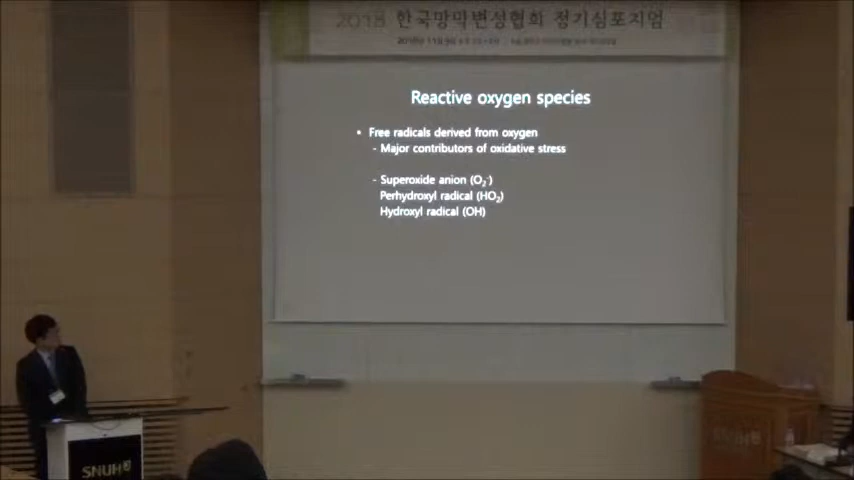 2018 한국망막변성협회 정기심포지엄
Reactive oxygen species
• Free radicals derived from oxygen
- Major contributors of oxidative stress
- Superoxide anion (O₂⁻)
Perhydroxyl radical (HO₂)
Hydroxyl radical (OH)
SNUH
SNUH